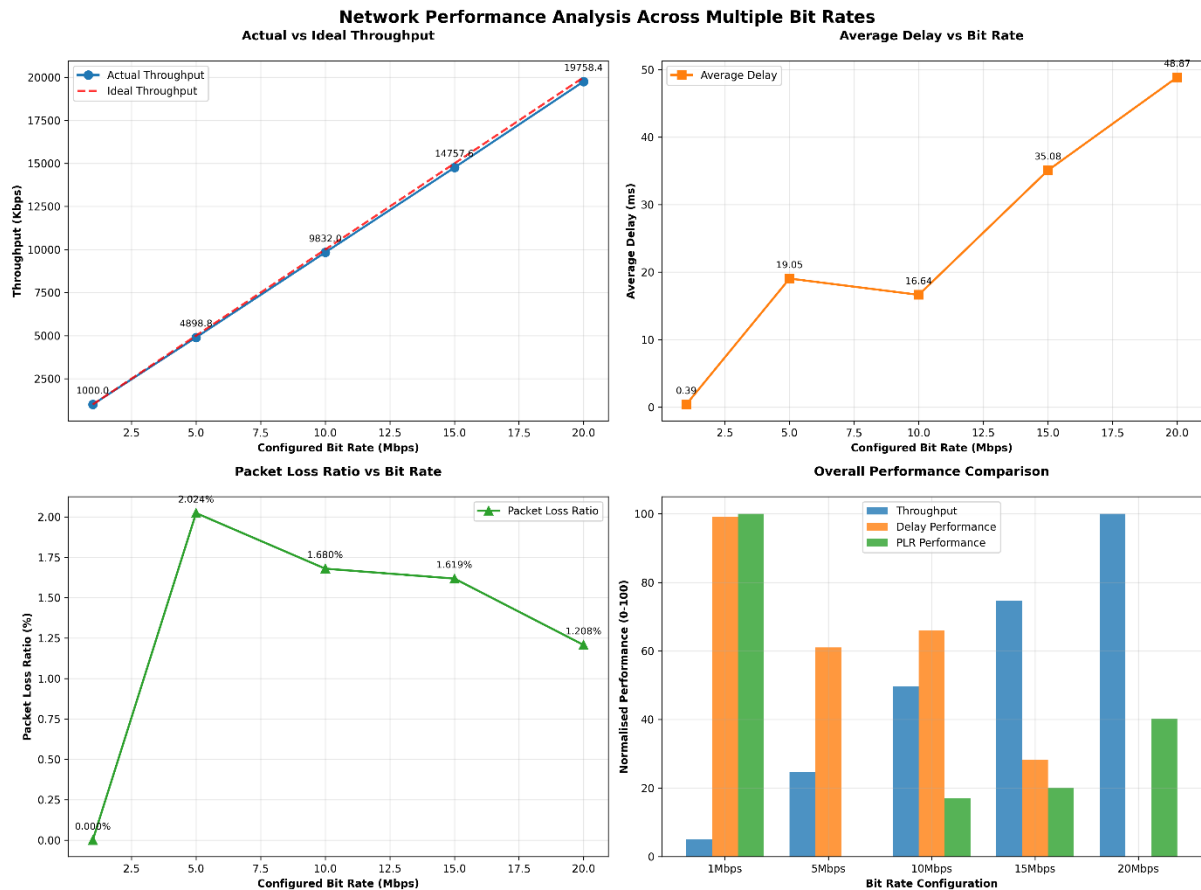 Network Performance Analysis Across Multiple Bit Rates
Actual vs Ideal Throughput
Actual Throughput
Ideal Throughput
Throughput (Kbps)
20000
17500
15000
12500
10000
7500
5000
2500
1000.0
4898.8
9832.0
14757.6
19758.4
2.5
5.0
7.5
10.0
12.5
15.0
17.5
20.0
Configured Bit Rate (Mbps)
Average Delay vs Bit Rate
Average Delay
Average Delay (ms)
50
40
30
20
10
0
0.39
19.05
16.64
35.08
48.87
2.5
5.0
7.5
10.0
12.5
15.0
17.5
20.0
Configured Bit Rate (Mbps)
Packet Loss Ratio vs Bit Rate
Packet Loss Ratio
Packet Loss Ratio (%)
2.00
1.75
1.50
1.25
1.00
0.75
0.50
0.25
0.00
0.000%
2.024%
1.680%
1.619%
1.208%
2.5
5.0
7.5
10.0
12.5
15.0
17.5
20.0
Configured Bit Rate (Mbps)
Overall Performance Comparison
Throughput
Delay Performance
PLR Performance
Normalised Performance (0-100)
100
80
60
40
20
0
1Mbps
5Mbps
10Mbps
15Mbps
20Mbps
Bit Rate Configuration